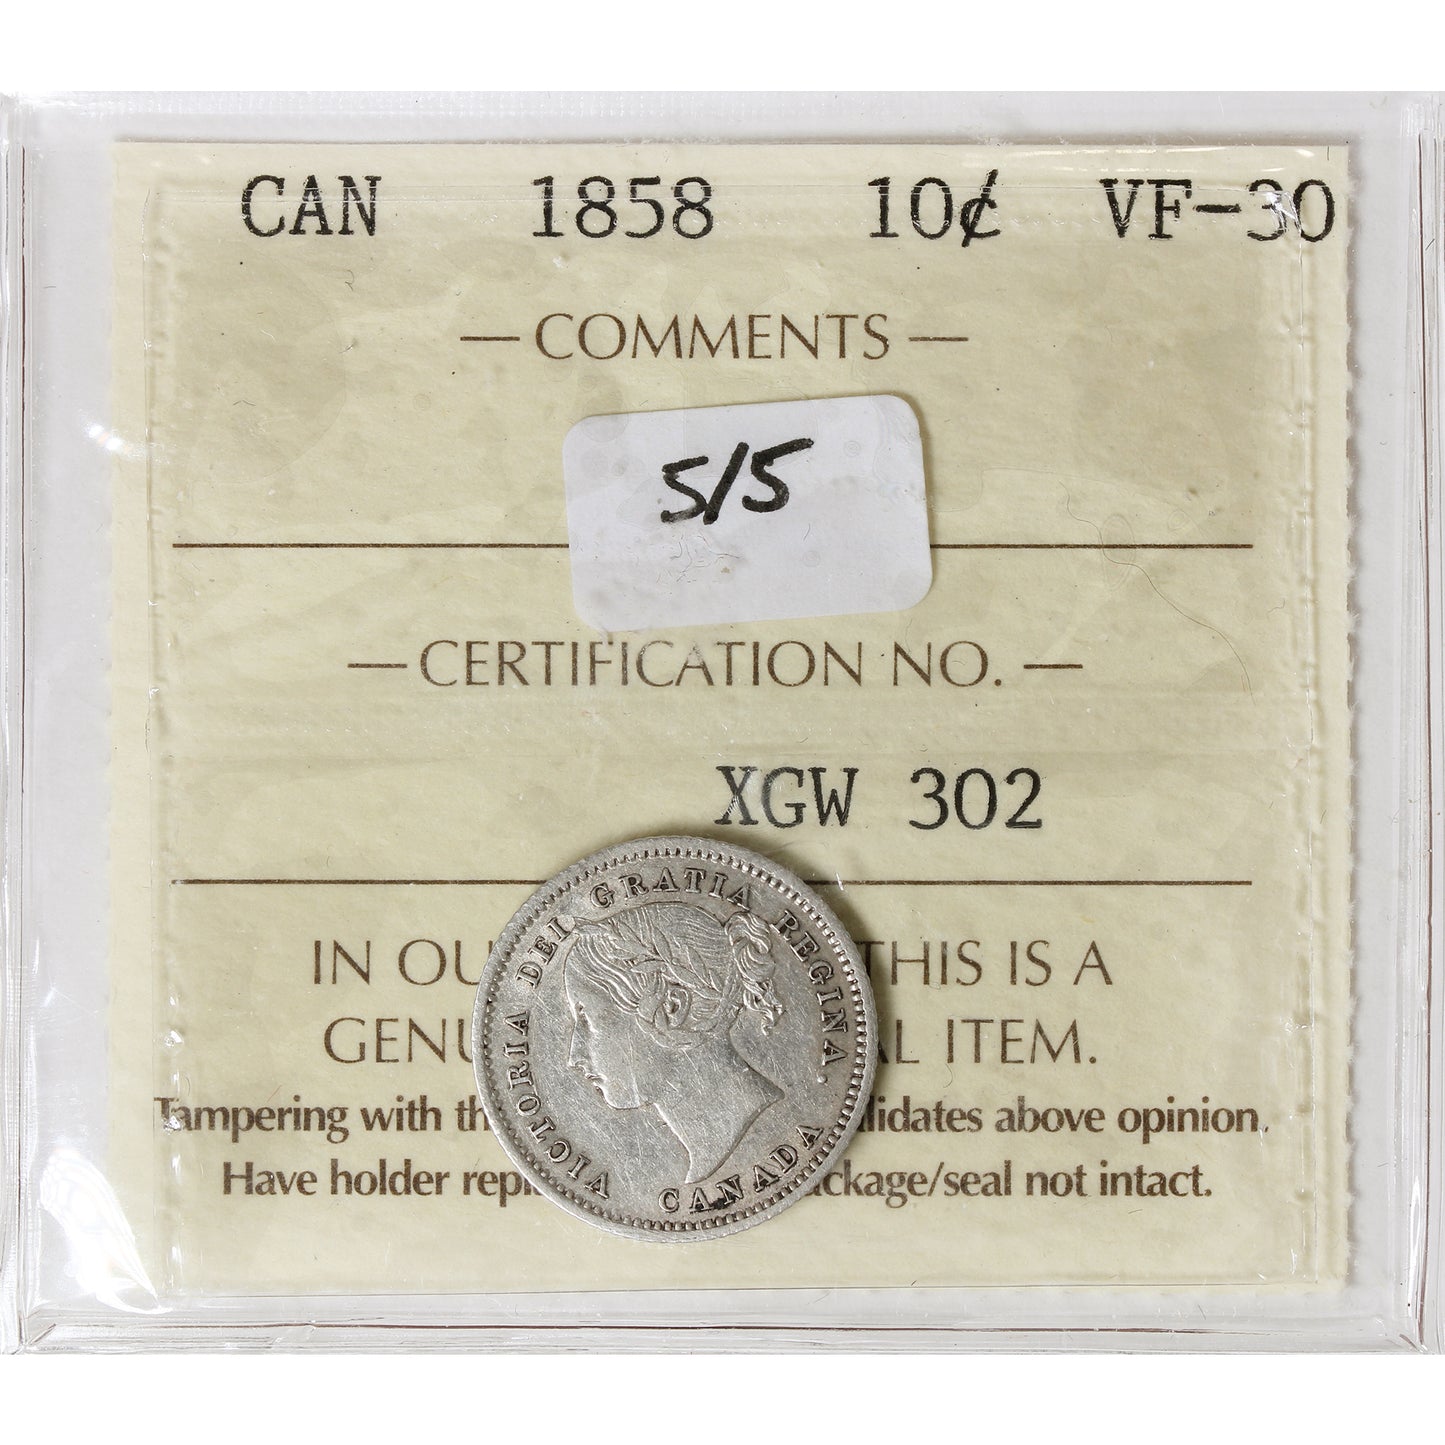 CAN 1858 10¢ VF-30
— COMMENTS —
5/5
— CERTIFICATION NO. —
XGW 302
IN OU THIS IS A
GENU L ITEM.
Tampering with th lidates above opinion.
Have holder rep ckage/seal not intact.
VICTORIA DEI GRATIA REGINA.
CANADA